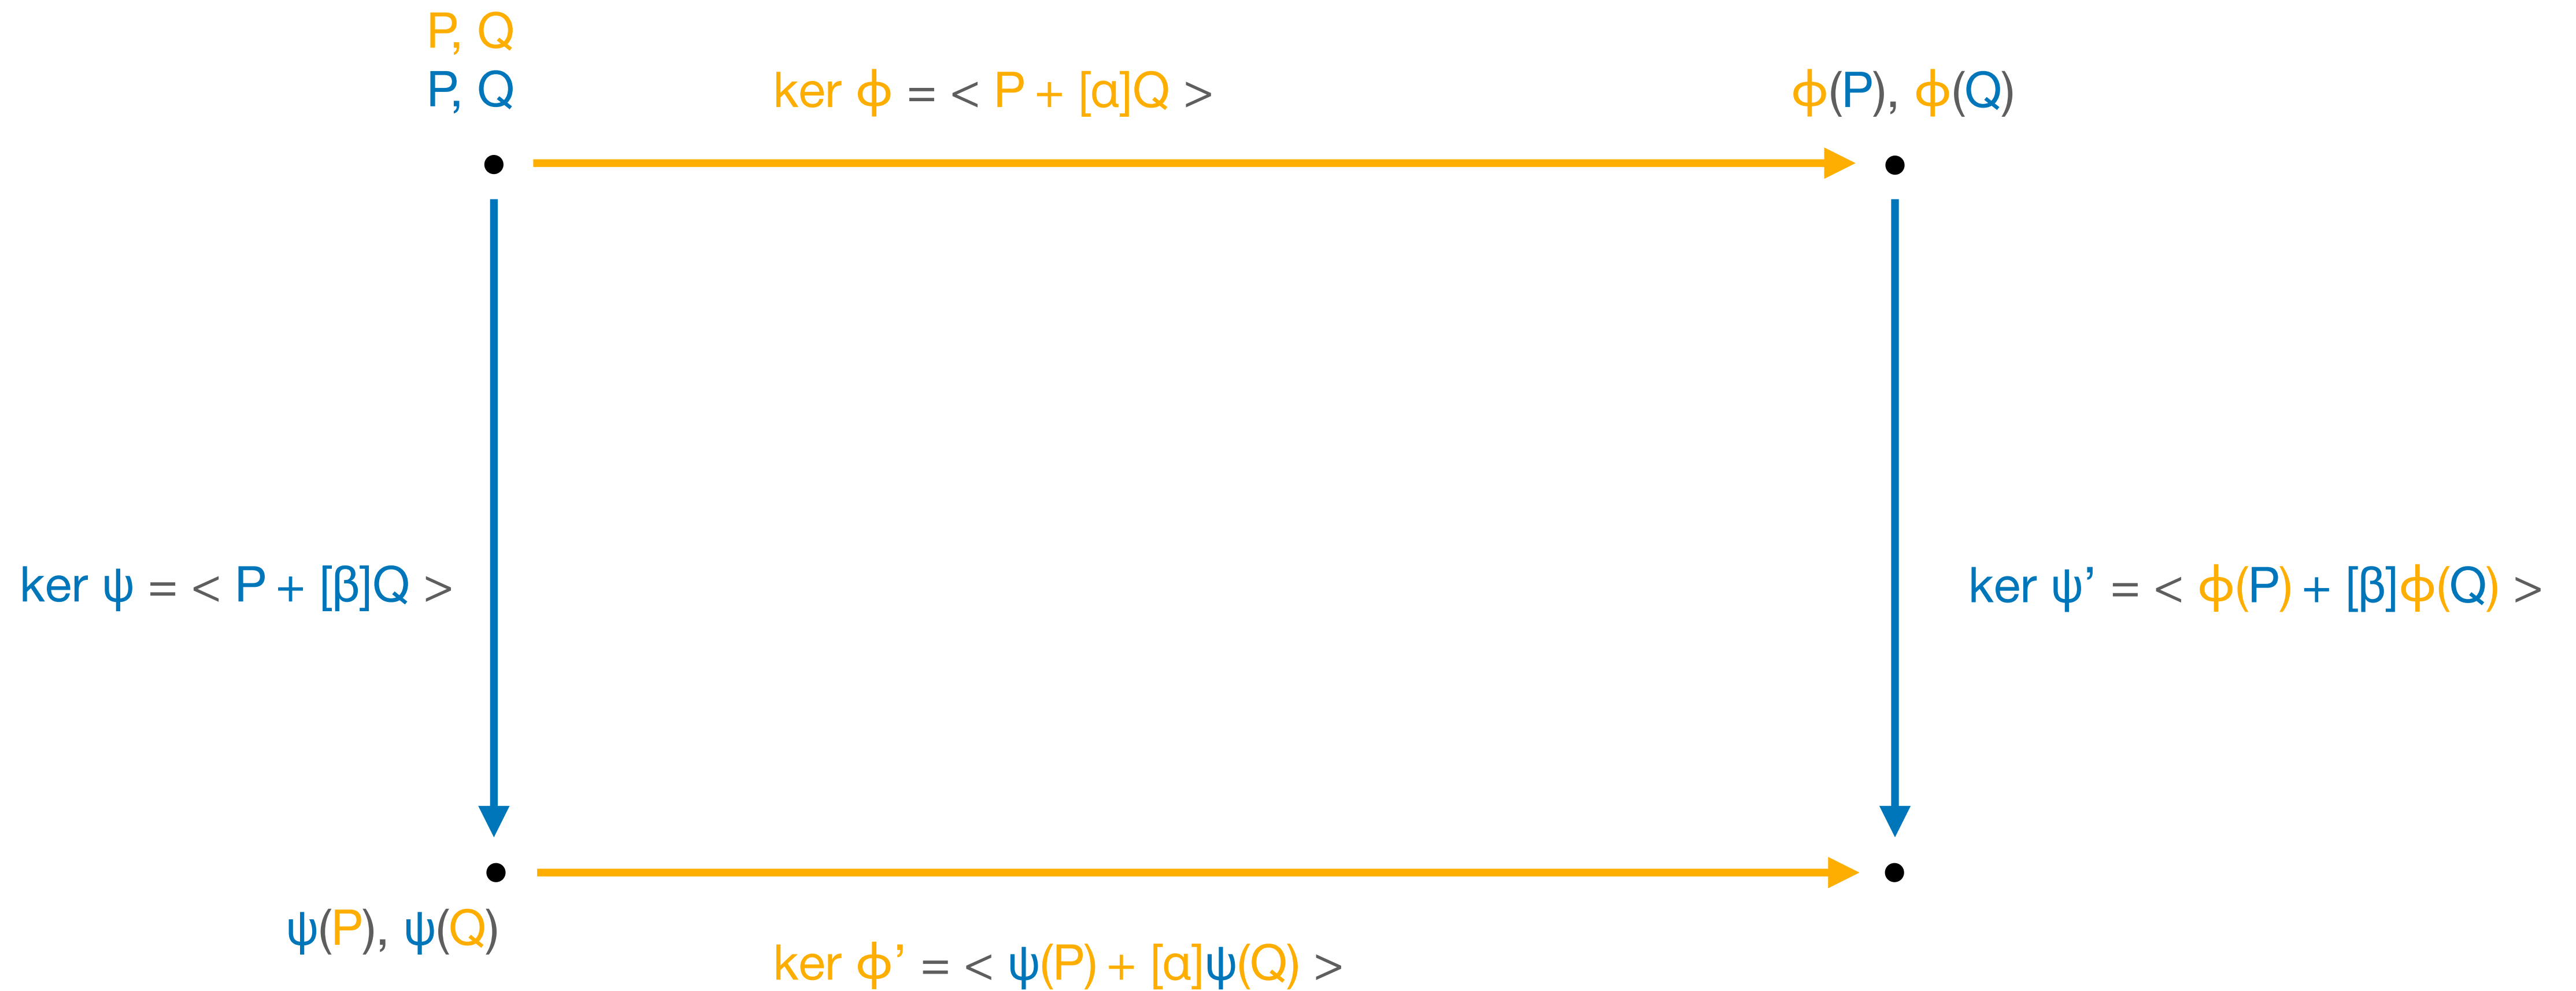 P, Q
P, Q
ker ϕ = < P + [α]Q >
ϕ(P), ϕ(Q)
ker ψ = < P + [β]Q >
ker ψ’ = < ϕ(P) + [β]ϕ(Q) >
ψ(P), ψ(Q)
ker ϕ’ = < ψ(P) + [α]ψ(Q) >